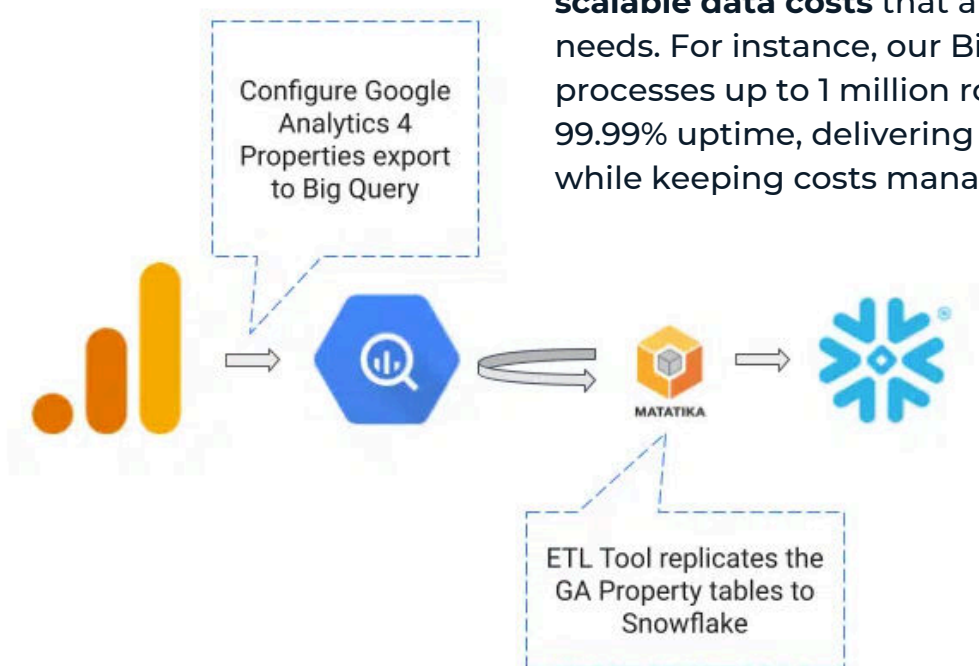 scalable data costs that a
needs. For instance, our Bi
processes up to 1 million ro
99.99% uptime, delivering
while keeping costs mana
Configure Google
Analytics 4
Properties export
to Big Query
®
MATATIKA
ETL Tool replicates the
GA Property tables to
Snowflake